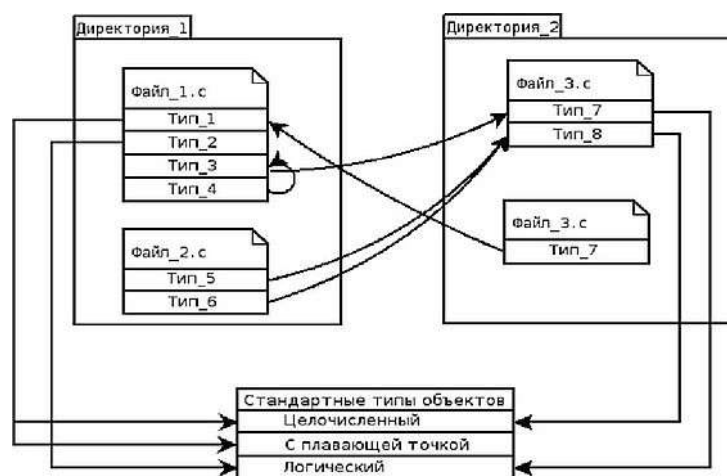 Директория_1
Файл_1.с
Тип_1
Тип_2
Тип_3
Тип_4
Файл_2.с
Тип_5
Тип_6
Директория_2
Файл_3.с
Тип_7
Тип_8
Файл_3.с
Тип_7
Стандартные типы объектов
Целочисленный
С плавающей точкой
Логический